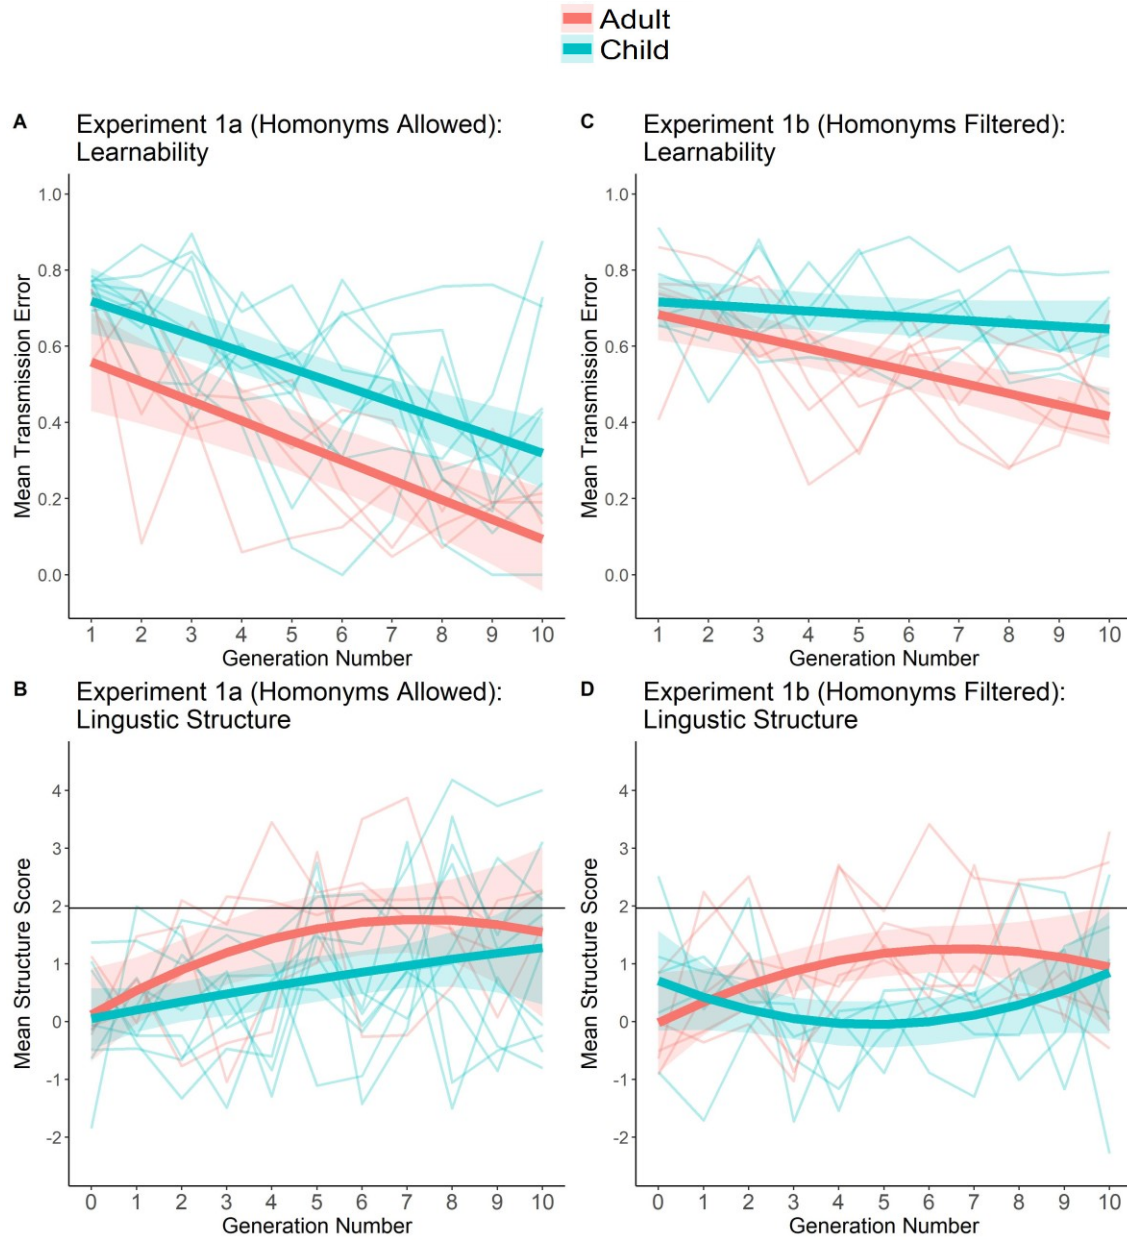 Adult
Child
A Experiment 1a (Homonyms Allowed):
Learnability
Mean Transmission Error
1.0
0.8
0.6
0.4
0.2
0.0
1 2 3 4 5 6 7 8 9 10
Generation Number
C Experiment 1b (Homonyms Filtered):
Learnability
Mean Transmission Error
1.0
0.8
0.6
0.4
0.2
0.0
1 2 3 4 5 6 7 8 9 10
Generation Number
B Experiment 1a (Homonyms Allowed):
Lingustic Structure
Mean Structure Score
4
3
2
1
0
-1
-2
0 1 2 3 4 5 6 7 8 9 10
Generation Number
D Experiment 1b (Homonyms Filtered):
Lingustic Structure
Mean Structure Score
4
3
2
1
0
-1
-2
0 1 2 3 4 5 6 7 8 9 10
Generation Number